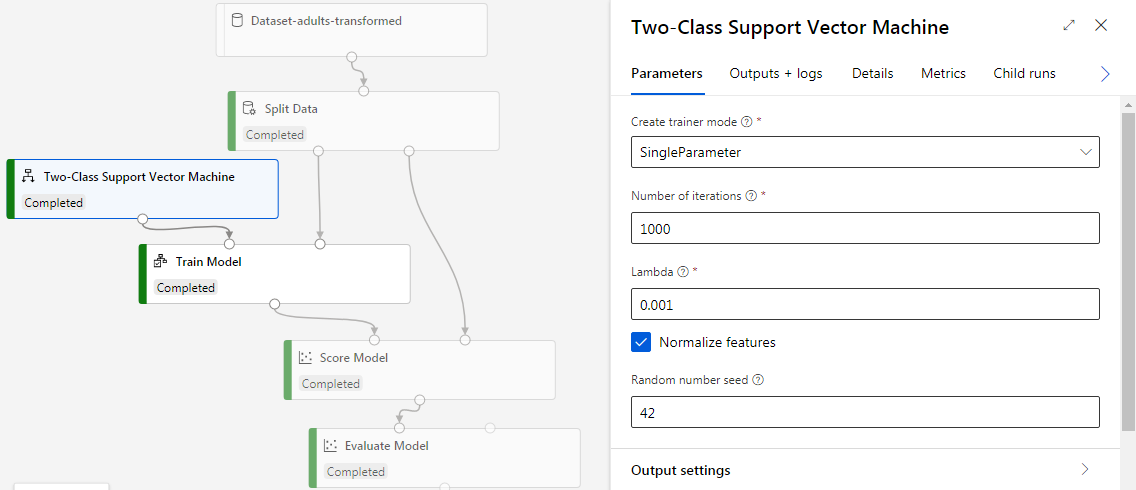 Dataset-adults-transformed
Split Data
Completed
Two-Class Support Vector Machine
Completed
Train Model
Completed
Score Model
Completed
Evaluate Model
Completed
Two-Class Support Vector Machine
Parameters Outputs + logs Details Metrics Child runs
Create trainer mode *
SingleParameter
Number of iterations *
1000
Lambda *
0.001
Normalize features
Random number seed
42
Output settings